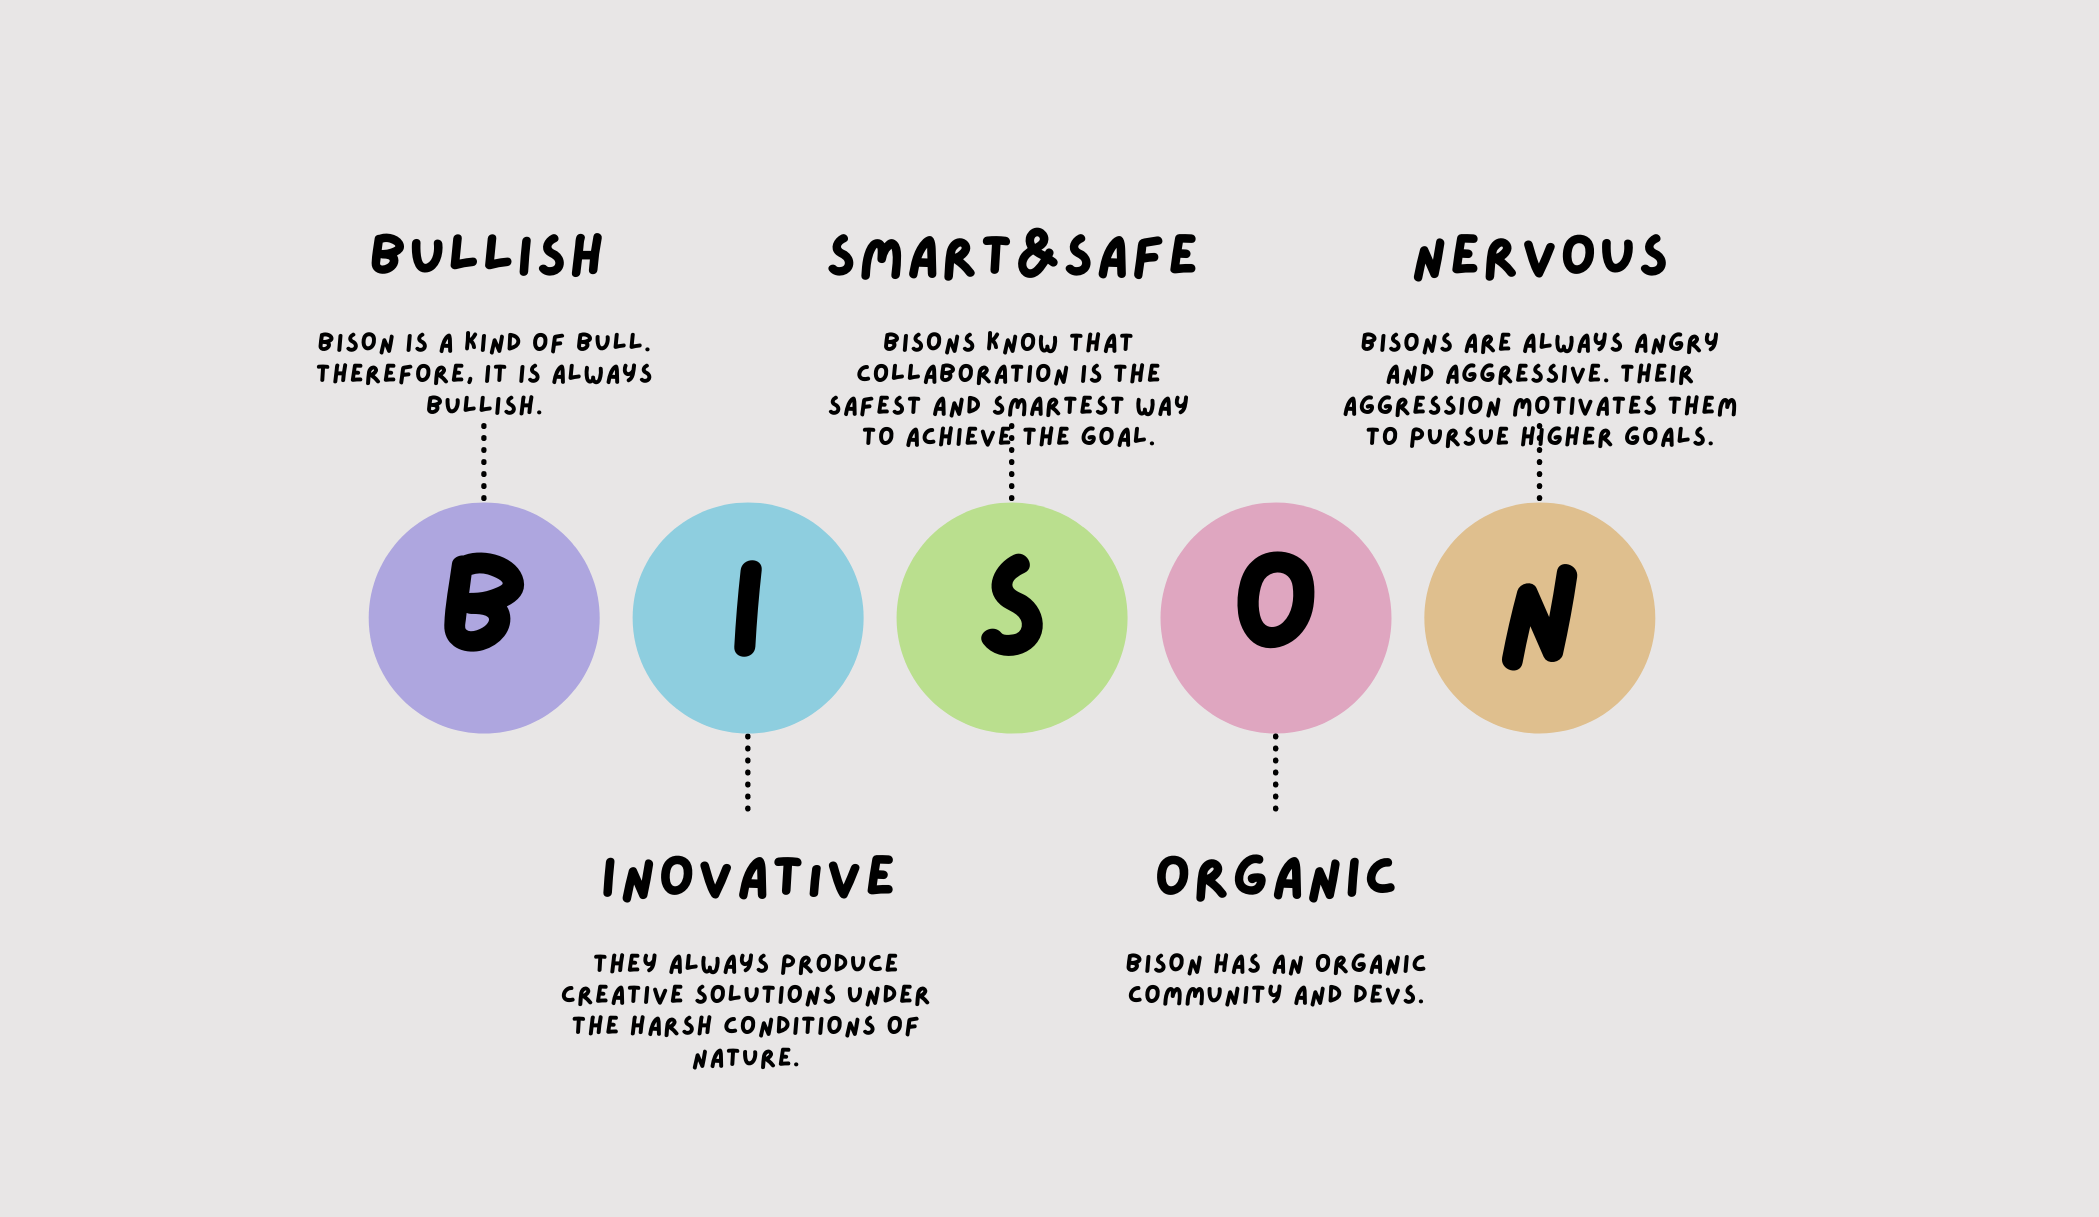 BULLISH
BISON IS A KIND OF BULL.
THEREFORE, IT IS ALWAYS
BULLISH.
SMART&SAFE
BISONS KNOW THAT
COLLABORATION IS THE
SAFEST AND SMARTEST WAY
TO ACHIEVE THE GOAL.
NERVOUS
BISONS ARE ALWAYS ANGRY
AND AGGRESSIVE. THEIR
AGGRESSION MOTIVATES THEM
TO PURSUE HIGHER GOALS.
B I S O N
INOVATIVE
THEY ALWAYS PRODUCE
CREATIVE SOLUTIONS UNDER
THE HARSH CONDITIONS OF
NATURE.
ORGANIC
BISON HAS AN ORGANIC
COMMUNITY AND DEVS.